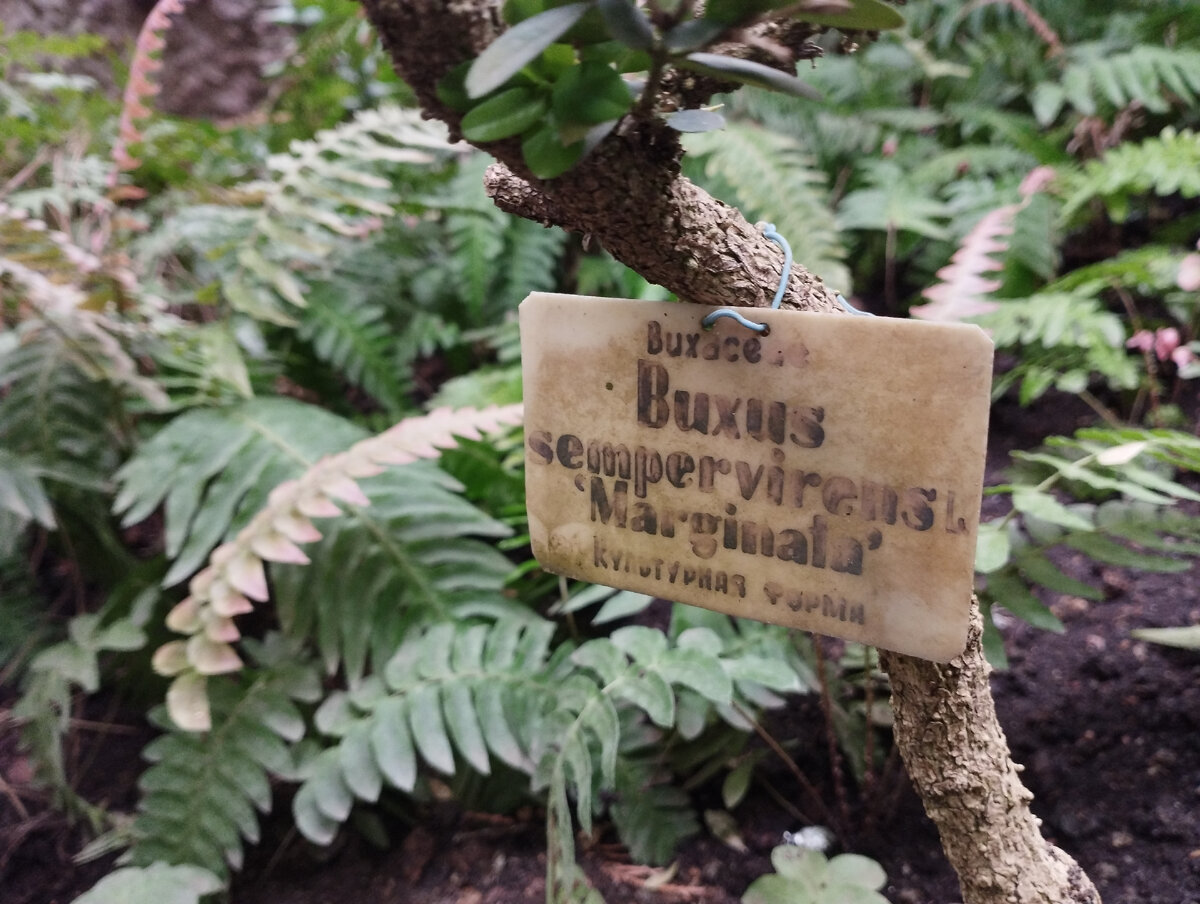 Buxaceae
Buxus
sempervirens L.
'Marginata'
культурная форма